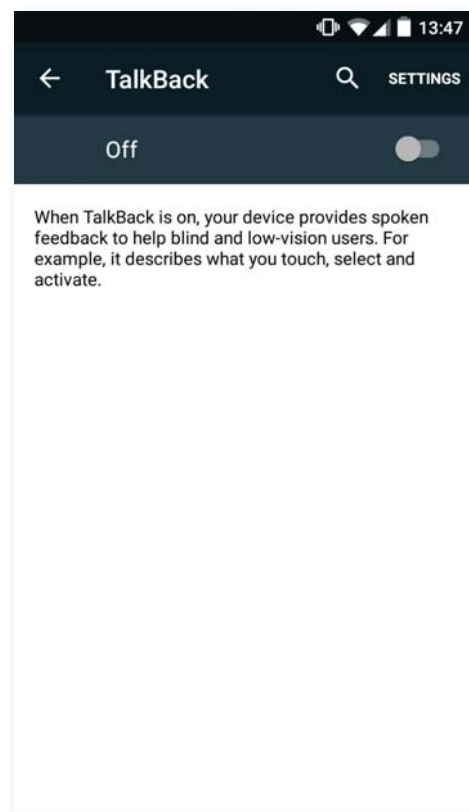 13:47
TalkBack
SETTINGS
Off
When TalkBack is on, your device provides spoken
feedback to help blind and low-vision users. For
example, it describes what you touch, select and
activate.